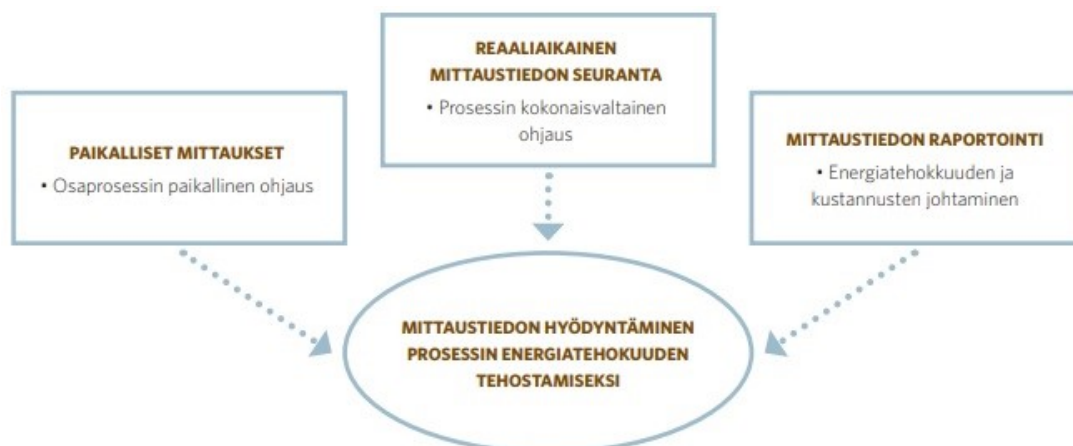 PAIKALLISET MITTAUKSET
• Osaprosessin paikallinen ohjaus
REAALIAIKAINEN
MITTAUSTIEDON SEURANTA
• Prosessin kokonaisvaltainen
ohjaus
MITTAUSTIEDON RAPORTOINTI
• Energiatehokkuuden ja
kustannusten johtaminen
MITTAUSTIEDON HYÖDYNTÄMINEN
PROSESSIN ENERGIATEHOKUUDEN
TEHOSTAMISEKSI